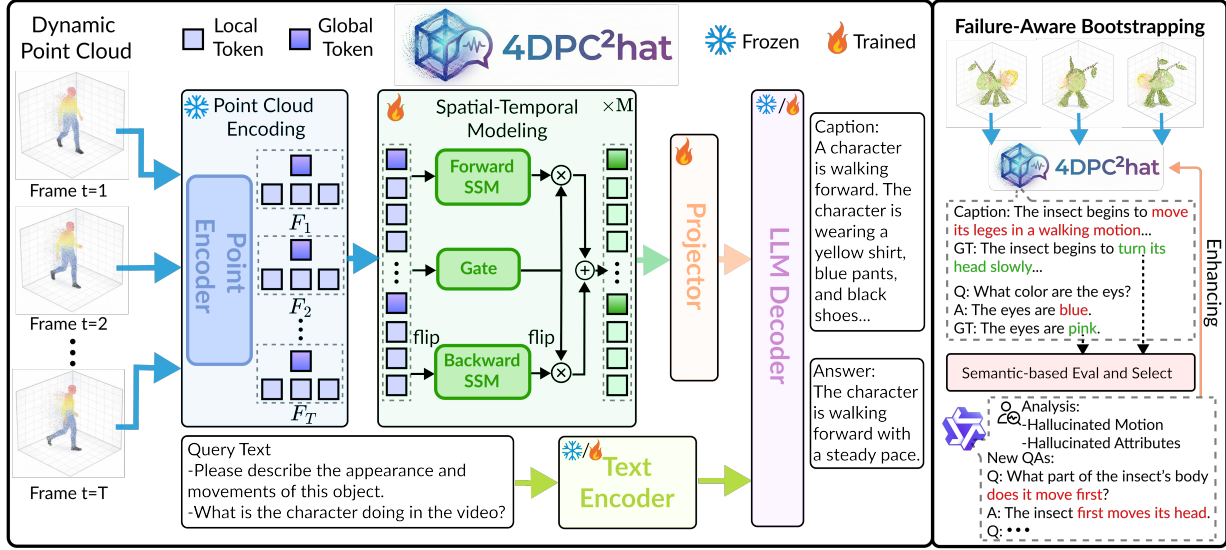 Dynamic
Point Cloud
Frame t=1
Frame t=2
Frame t=T
Local
Token
Global
Token
4DPC²hat
Frozen
Trained
Point Cloud
Encoding
Point
Encoder
F₁
F₂
F_T
Spatial-Temporal
Modeling
×M
Forward
SSM
Gate
flip
flip
Backward
SSM
Projector
LLM Decoder
Caption:
A character
is walking
forward. The
character is
wearing a
yellow shirt,
blue pants,
and black
shoes...
Answer:
The character
is walking
forward with
a steady pace.
Query Text
-Please describe the appearance and
movements of this object.
-What is the character doing in the video?
Text
Encoder
Failure-Aware Bootstrapping
4DPC²hat
Caption: The insect begins to move
its leges in a walking motion...
GT: The insect begins to turn its
head slowly...
Q: What color are the eys?
A: The eyes are blue.
GT: The eyes are pink.
Enhancing
Semantic-based Eval and Select
Analysis:
-Hallucinated Motion
-Hallucinated Attributes
New QAs:
Q: What part of the insect's body
does it move first?
A: The insect first moves its head.
Q: •••